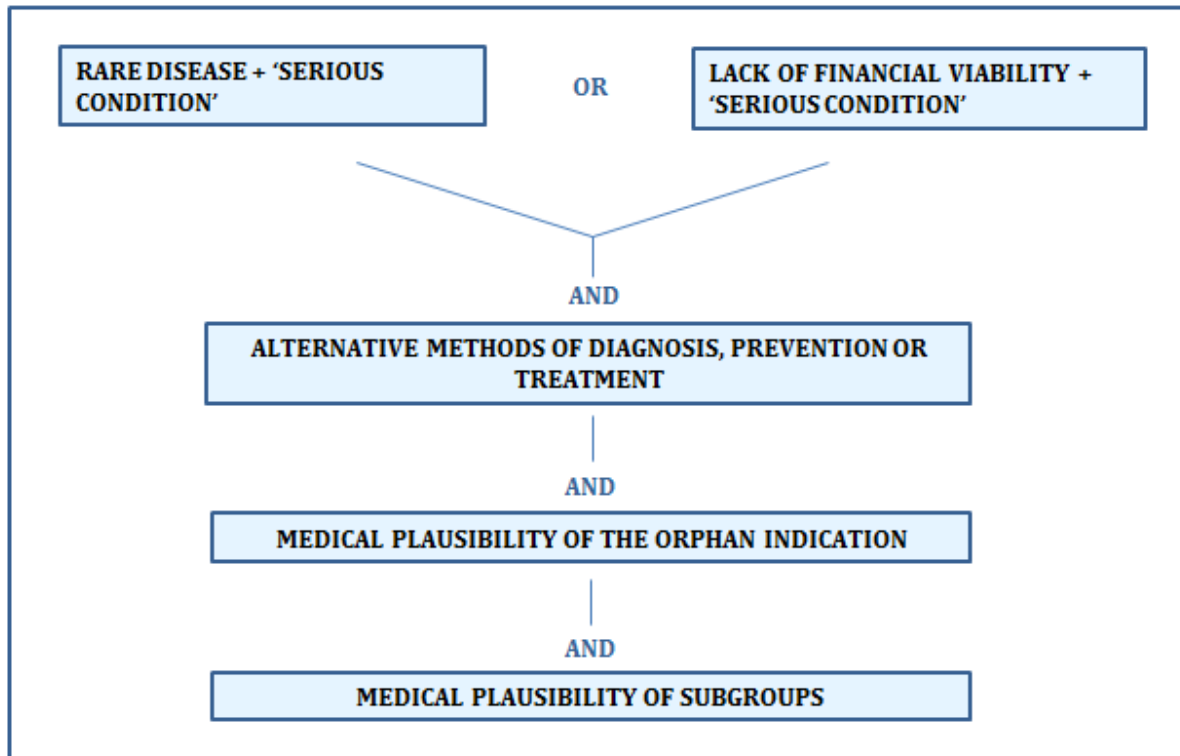 RARE DISEASE + ‘SERIOUS
CONDITION’
OR
LACK OF FINANCIAL VIABILITY +
‘SERIOUS CONDITION’
AND
ALTERNATIVE METHODS OF DIAGNOSIS, PREVENTION OR
TREATMENT
AND
MEDICAL PLAUSIBILITY OF THE ORPHAN INDICATION
AND
MEDICAL PLAUSIBILITY OF SUBGROUPS